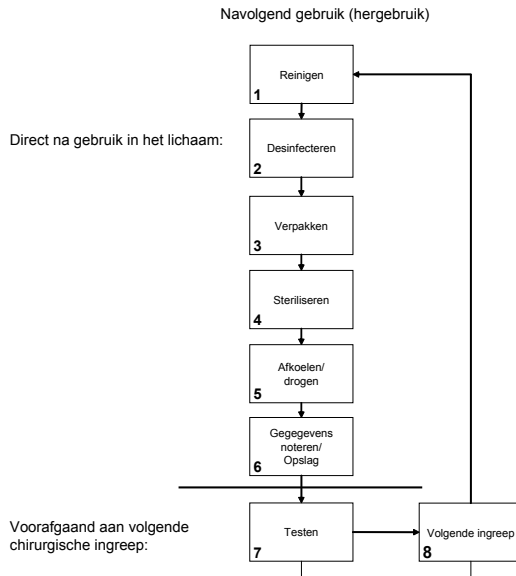 Navolgend gebruik (hergebruik)
Reinigen
1
Direct na gebruik in het lichaam:
Desinfecteren
2
Verpakken
3
Steriliseren
4
Afkoelen/
drogen
5
Gegegevens
noteren/
Opslag
6
Voorafgaand aan volgende
chirurgische ingreep:
Testen
7
Volgende ingreep
8